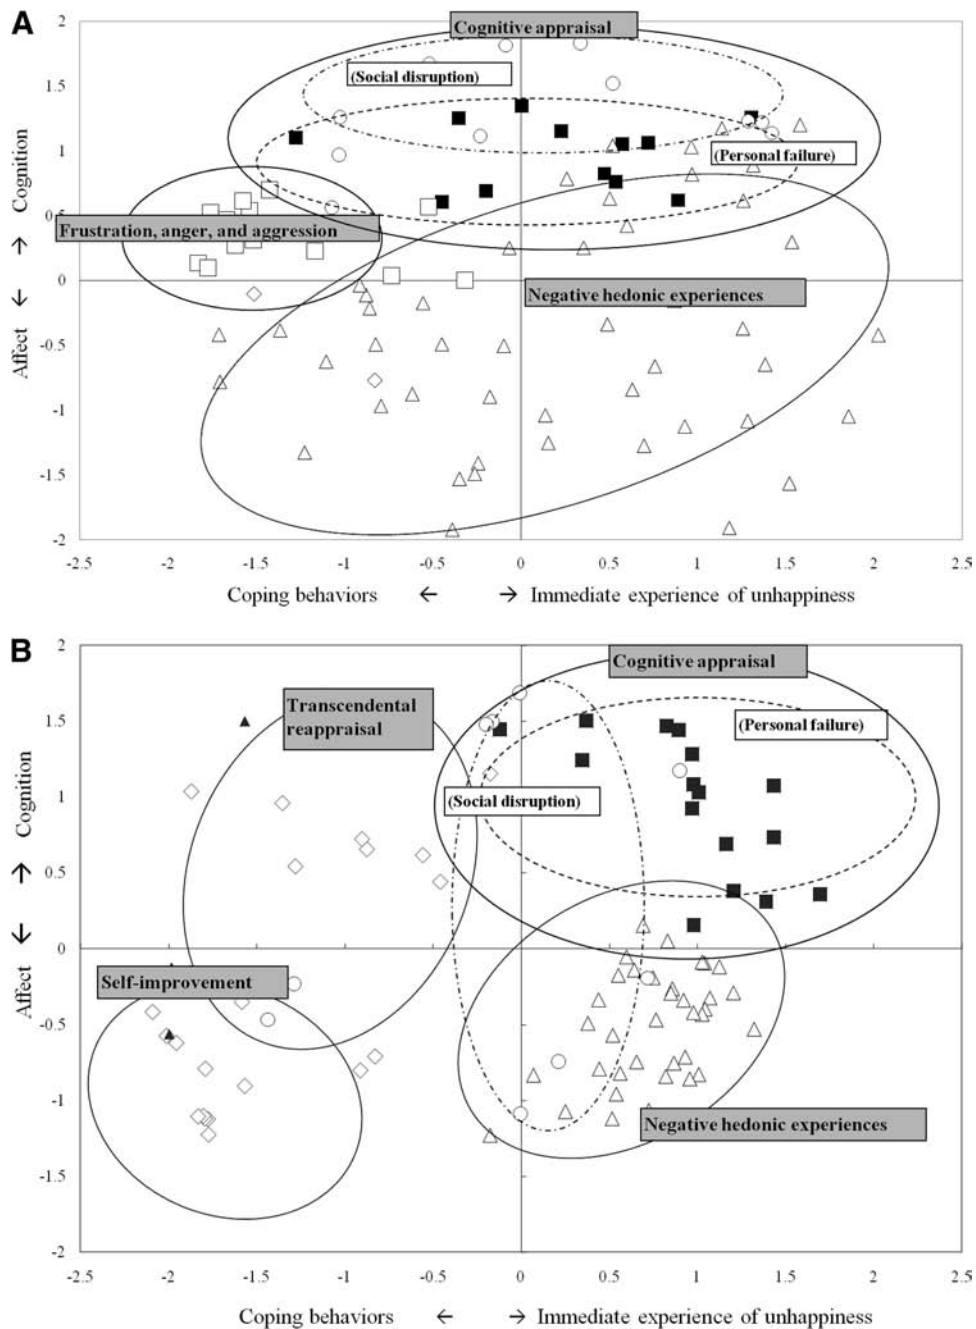 A
2
Cognitive appraisal
(Social disruption)
1.5
1
(Personal failure)
Cognition
0.5
Frustration, anger, and aggression
0
Negative hedonic experiences
Affect ← →
-0.5
-1
-1.5
-2
-2.5 -2 -1.5 -1 -0.5 0 0.5 1 1.5 2 2.5
Coping behaviors ← → Immediate experience of unhappiness
B
2
Cognitive appraisal
Transcendental
reappraisal
1.5
(Personal failure)
1
(Social disruption)
Cognition
0.5
0
Self-improvement
Affect ← →
-0.5
-1
Negative hedonic experiences
-1.5
-2
-2.5 -2 -1.5 -1 -0.5 0 0.5 1 1.5 2 2.5
Coping behaviors ← → Immediate experience of unhappiness